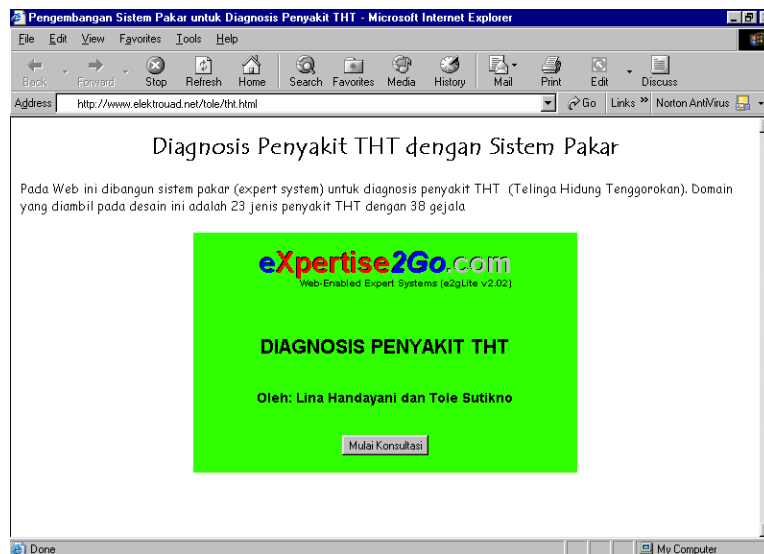 Pengembangan Sistem Pakar untuk Diagnosis Penyakit THT - Microsoft Internet Explorer
File Edit View Favorites Tools Help
Back Forward Stop Refresh Home Search Favorites Media History Mail Print Edit Discuss
Address http://www.elektrouad.net/tole/tht.html Go Links » Norton AntiVirus
Diagnosis Penyakit THT dengan Sistem Pakar
Pada Web ini dibangun sistem pakar (expert system) untuk diagnosis penyakit THT (Telinga Hidung Tenggorokan). Domain
yang diambil pada desain ini adalah 23 jenis penyakit THT dengan 38 gejala
eXpertise2Go.com
Web-Enabled Expert Systems (e2gLite v2.02)
DIAGNOSIS PENYAKIT THT
Oleh: Lina Handayani dan Tole Sutikno
Mulai Konsultasi
Done My Computer